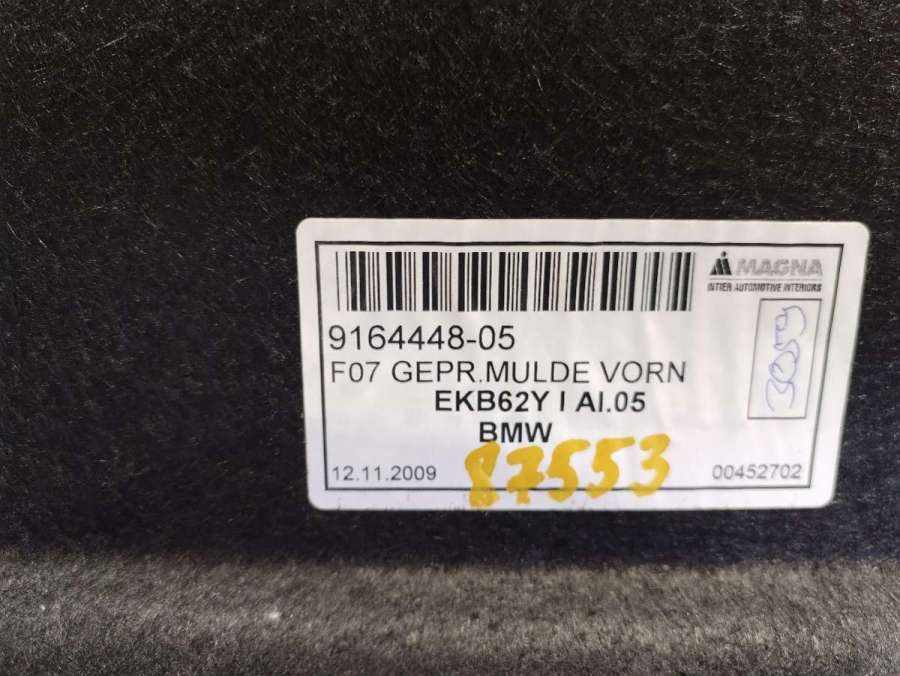 MAGNA
INTIER AUTOMOTIVE INTERIORS
9164448-05
F07 GEPR.MULDE VORN
EKB62Y I AI.05
BMW
87553
12.11.2009
00452702